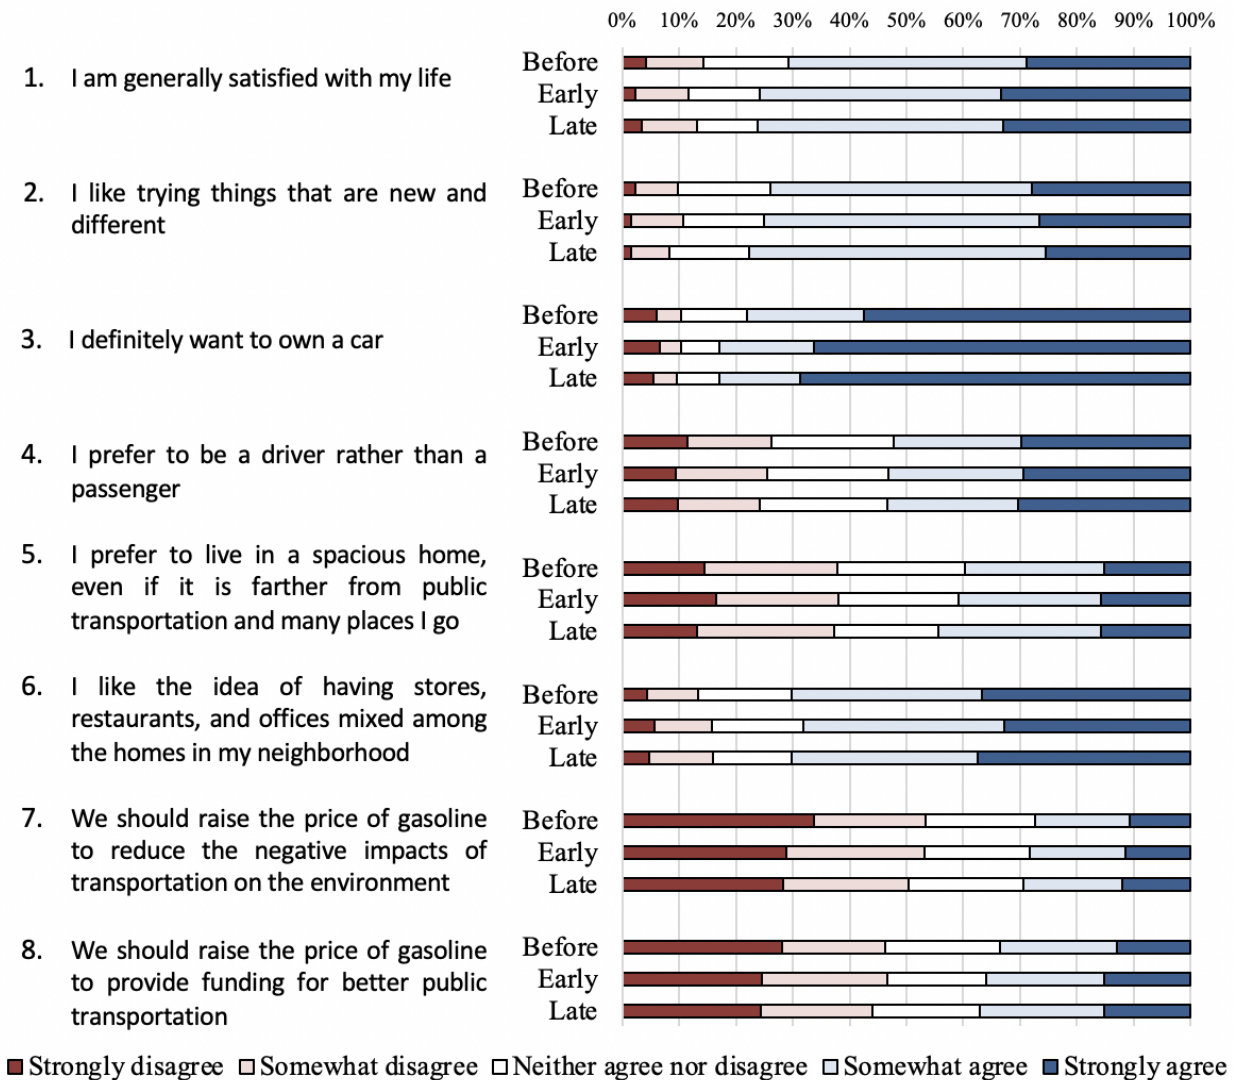 0% 10% 20% 30% 40% 50% 60% 70% 80% 90% 100%
1. I am generally satisfied with my life
Before
Early
Late
2. I like trying things that are new and
different
Before
Early
Late
3. I definitely want to own a car
Before
Early
Late
4. I prefer to be a driver rather than a
passenger
Before
Early
Late
5. I prefer to live in a spacious home,
even if it is farther from public
transportation and many places I go
Before
Early
Late
6. I like the idea of having stores,
restaurants, and offices mixed among
the homes in my neighborhood
Before
Early
Late
7. We should raise the price of gasoline
to reduce the negative impacts of
transportation on the environment
Before
Early
Late
8. We should raise the price of gasoline
to provide funding for better public
transportation
Before
Early
Late
Strongly disagree Somewhat disagree Neither agree nor disagree Somewhat agree Strongly agree